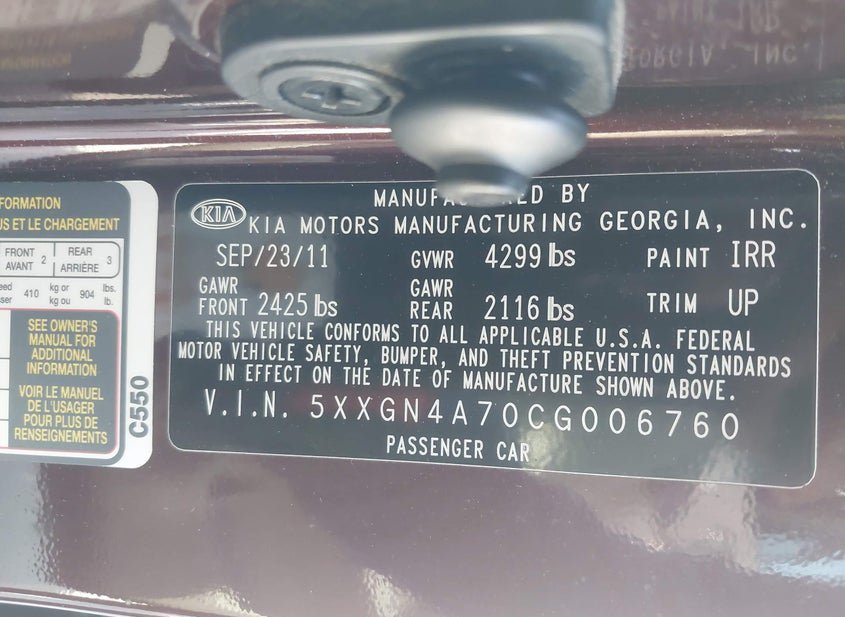 FORMATION
US ET LE CHARGEMENT
FRONT AVANT 2 REAR ARRIÈRE 3
410 kg or kg ou 904 lbs. lb.
SEE OWNER'S
MANUAL FOR
ADDITIONAL
INFORMATION
VOIR LE MANUEL
DE L'USAGER
POUR PLUS DE
RENSEIGNEMENTS
C550
MANUFACTURED BY
KIA KIA MOTORS MANUFACTURING GEORGIA, INC.
SEP/23/11 GVWR 4299 lbs PAINT IRR
GAWR FRONT 2425 lbs GAWR REAR 2116 lbs TRIM UP
THIS VEHICLE CONFORMS TO ALL APPLICABLE U.S.A. FEDERAL
MOTOR VEHICLE SAFETY, BUMPER, AND THEFT PREVENTION STANDARDS
IN EFFECT ON THE DATE OF MANUFACTURE SHOWN ABOVE.
V.I.N. 5XXGN4A70CG006760
PASSENGER CAR